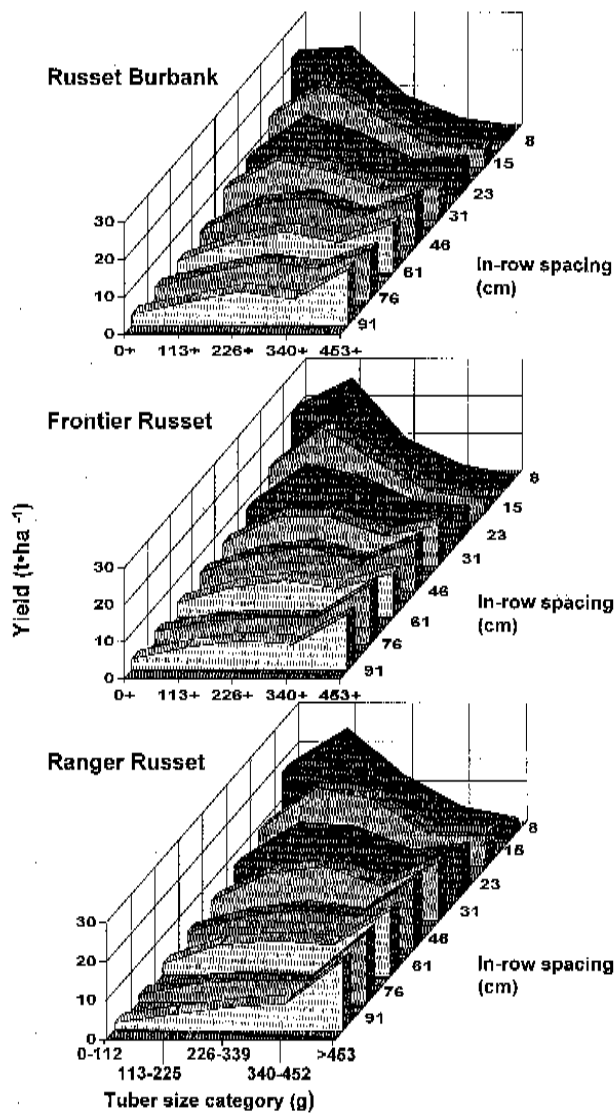 Russet Burbank
8
15
23
31
46
61
76
91
In-row spacing
(cm)
30
20
10
0
0+ 113+ 226+ 340+ 453+
Frontier Russet
8
15
23
31
46
61
76
91
In-row spacing
(cm)
Yield (t•ha⁻¹)
30
20
10
0
0+ 113+ 226+ 340+ 453+
Ranger Russet
8
15
23
31
46
61
76
91
In-row spacing
(cm)
30
20
10
0
0-112 226-339 >453
113-225 340-452
Tuber size category (g)